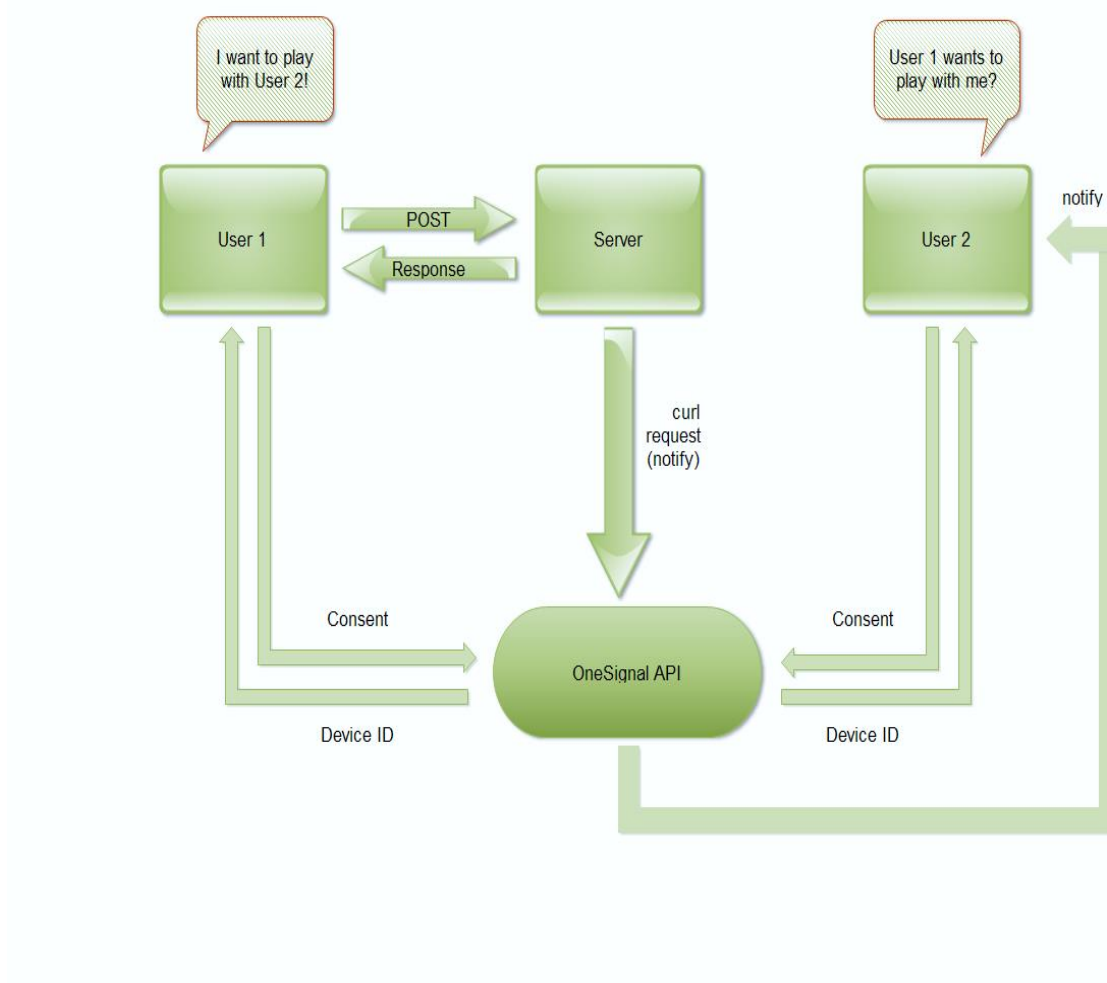 I want to play
with User 2!
User 1 wants to
play with me?
notify
User 1
POST
Response
Server
User 2
curl
request
(notify)
Consent
Consent
OneSignal API
Device ID
Device ID